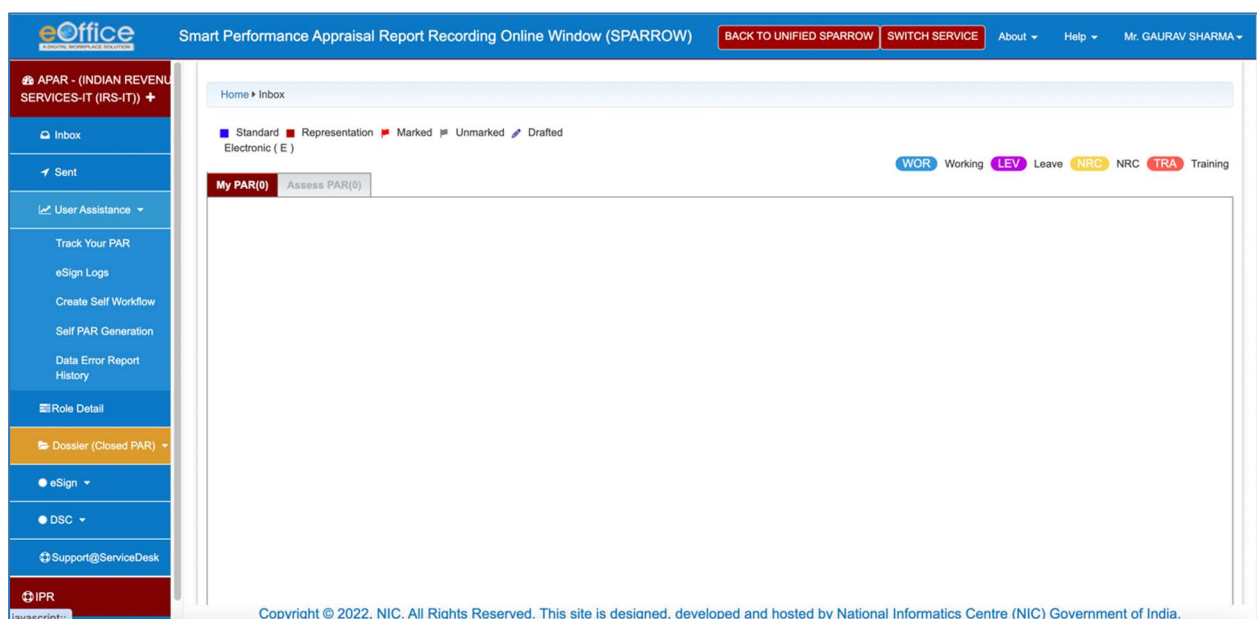 eOffice
A DIGITAL WORKPLACE SOLUTION
Smart Performance Appraisal Report Recording Online Window (SPARROW)
BACK TO UNIFIED SPARROW
SWITCH SERVICE
About
Help
Mr. GAURAV SHARMA
APAR - (INDIAN REVENU
SERVICES-IT (IRS-IT))
Inbox
Sent
User Assistance
Track Your PAR
eSign Logs
Create Self Workflow
Self PAR Generation
Data Error Report
History
Role Detail
Dossier (Closed PAR)
eSign
DSC
Support@ServiceDesk
IPR
javascript:;
Home Inbox
Standard Representation Marked Unmarked Drafted
Electronic ( E )
WOR Working LEV Leave NRC NRC TRA Training
My PAR(0) Assess PAR(0)
Copyright © 2022, NIC. All Rights Reserved. This site is designed, developed and hosted by National Informatics Centre (NIC) Government of India.